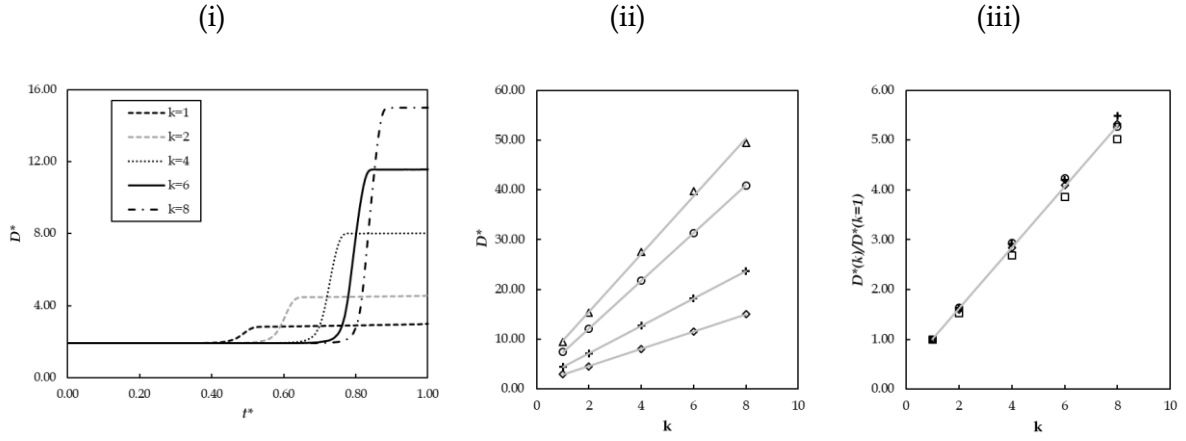 (i)
(ii)
(iii)
16.00
12.00
8.00
4.00
0.00
D*
k=1
k=2
k=4
k=6
k=8
0.00 0.20 0.40 0.60 0.80 1.00
t*
60.00
50.00
40.00
30.00
20.00
10.00
0.00
D*
0 2 4 6 8 10
k
6.00
5.00
4.00
3.00
2.00
1.00
0.00
D*(k)/D*(k=1)
0 2 4 6 8 10
k